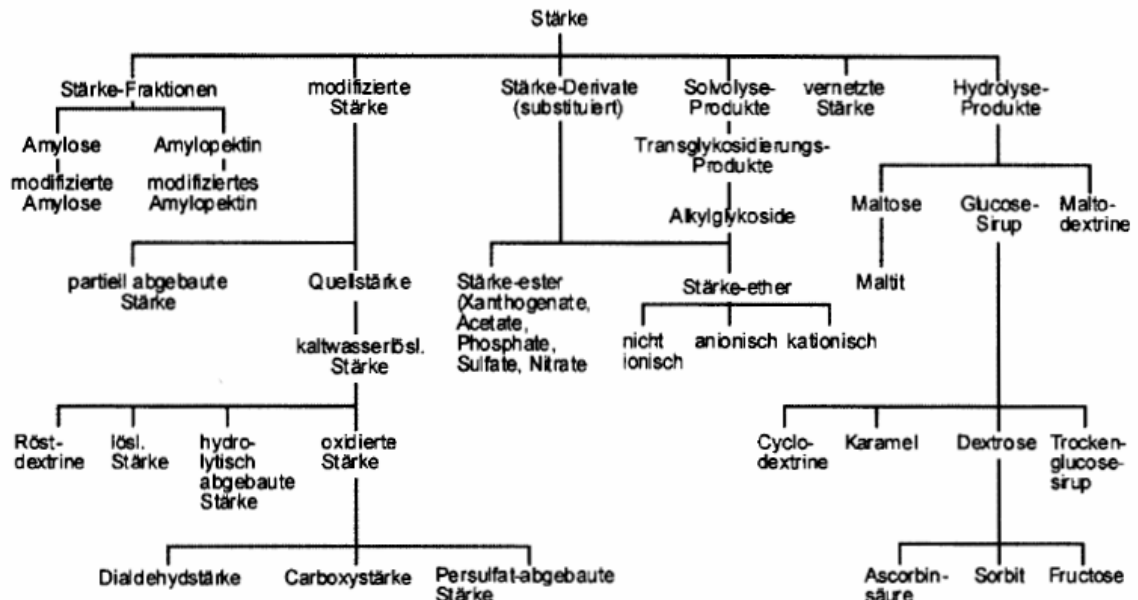 Stärke
Stärke-Fraktionen
modifizierte
Stärke
Stärke-Derivate
(substituiert)
Solvolyse-
Produkte
vernetzte
Stärke
Hydrolyse-
Produkte
Amylose
Amylopektin
Transglykosidierungs-
Produkte
modifizierte
Amylose
modifiziertes
Amylopektin
Alkylglykoside
Maltose
Glucose-
Sirup
Malto-
dextrine
partiell abgebaute
Stärke
Quellstärke
Stärke-ester
(Xanthogenate,
Acetate,
Phosphate,
Sulfate, Nitrate
Stärke-ether
Maltit
nicht
ionisch
anionisch
kationisch
kaltwasserlösl.
Stärke
Röst-
dextrine
lösl.
Stärke
hydro-
lytisch
abgebaute
Stärke
oxidierte
Stärke
Cyclo-
dextrine
Karamel
Dextrose
Trocken-
glucose-
sirup
Dialdehydstärke
Carboxystärke
Persulfat-abgebaute
Stärke
Ascorbin-
säure
Sorbit
Fructose